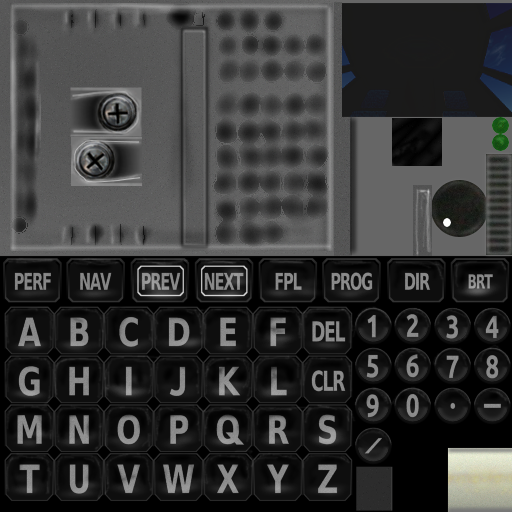 PERF NAV PREV NEXT FPL PROG DIR BRT
A B C D E F DEL 1 2 3 4
G H I J K L CLR 5 6 7 8
M N O P Q R S 9 0 · −
/
T U V W X Y Z